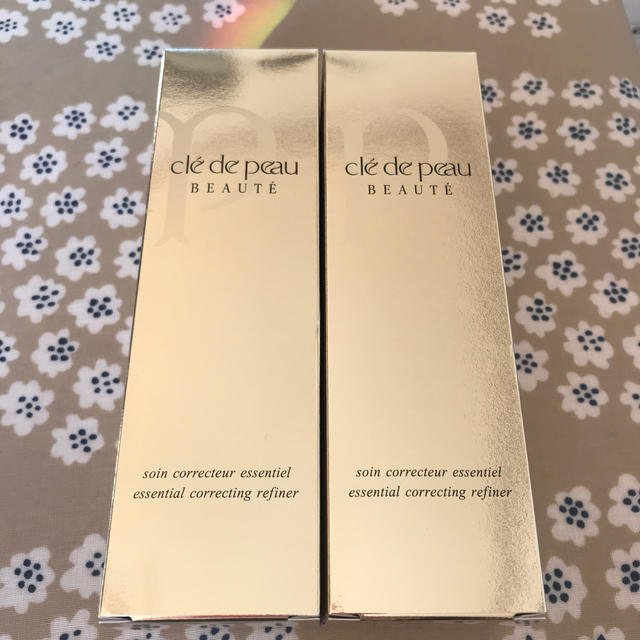 clé de peau
BEAUTÉ
soin correcteur essentiel
essential correcting refiner
clé de peau
BEAUTÉ
soin correcteur essentiel
essential correcting refiner